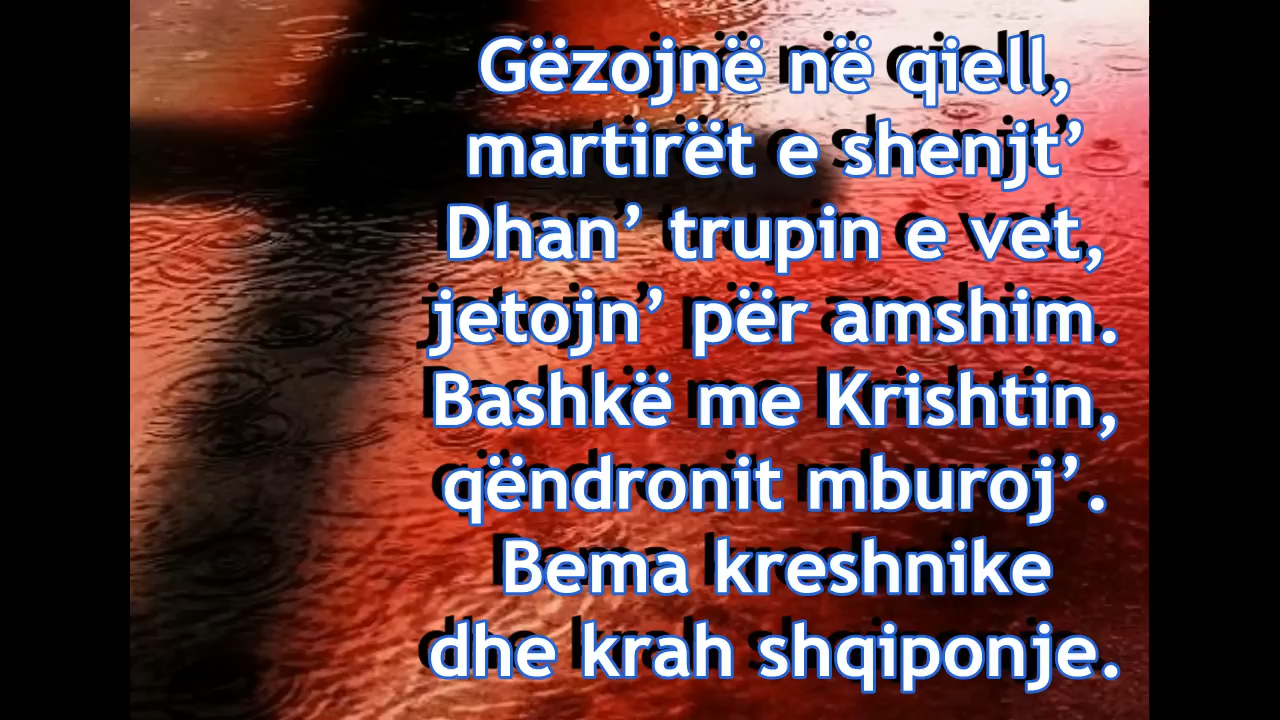 Gëzojnë në qiell,
martirët e shenjt’
Dhan’ trupin e vet,
jetojn’ për amshim.
Bashkë me Krishtin,
qëndronit mburoj’.
Bema kreshnike
dhe krah shqiponje.